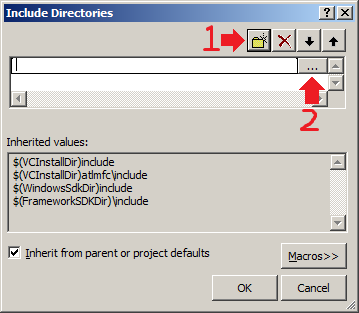 Include Directories
1
...
2
Inherited values:
$(VCInstallDir)include
$(VCInstallDir)atlmfc\include
$(WindowsSdkDir)include
$(FrameworkSDKDir)\include
Inherit from parent or project defaults
Macros>>
OK
Cancel